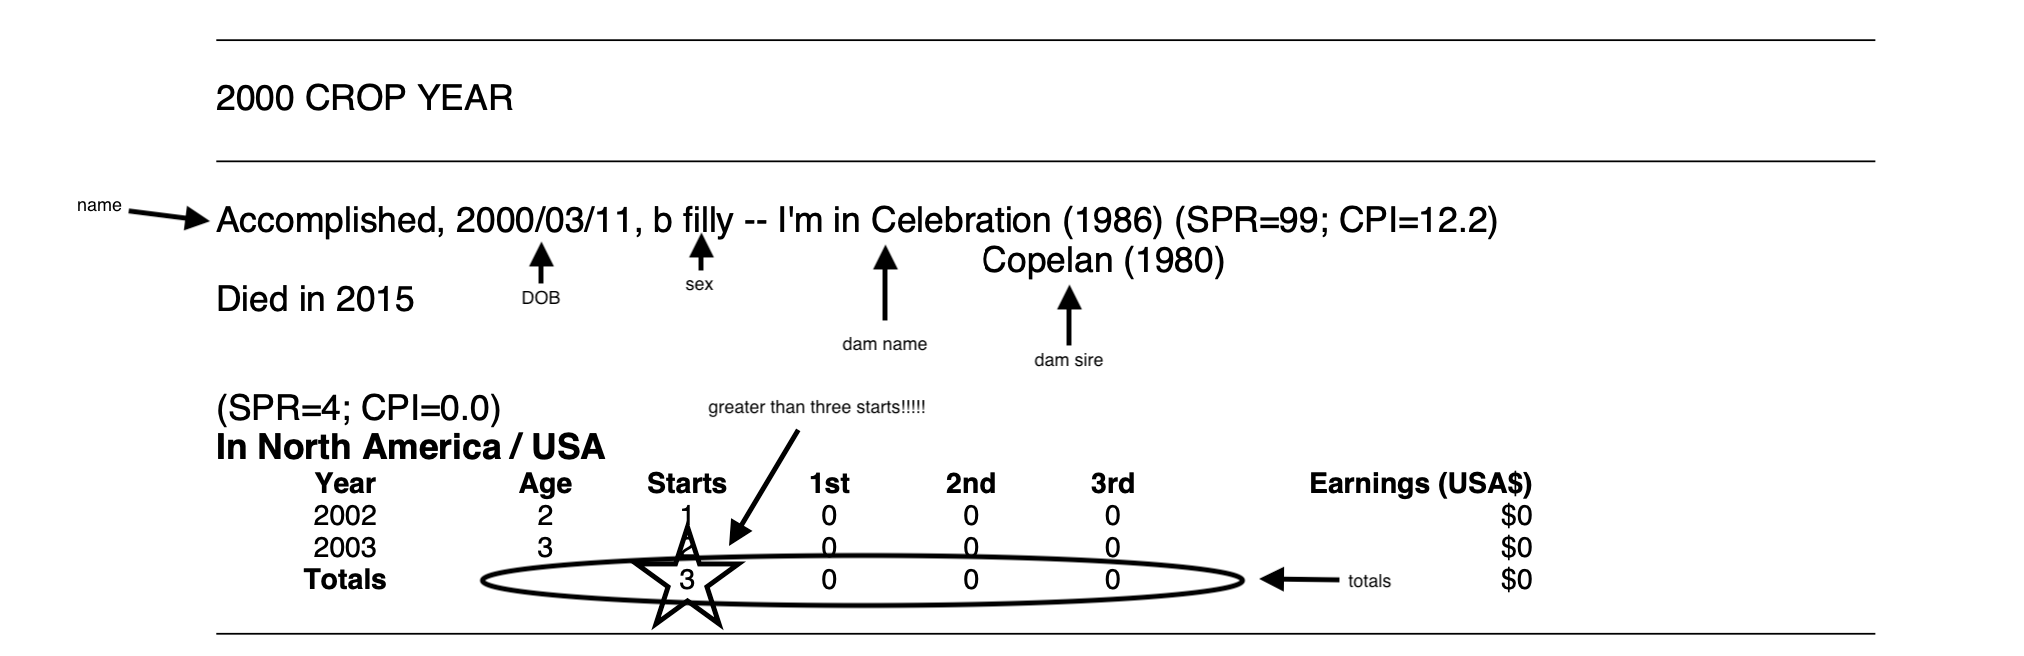 2000 CROP YEAR
name
Accomplished, 2000/03/11, b filly -- I'm in Celebration (1986) (SPR=99; CPI=12.2)
Copelan (1980)
sex
Died in 2015
DOB
dam name
dam sire
(SPR=4; CPI=0.0)
greater than three starts!!!!!
In North America / USA
Year Age Starts 1st 2nd 3rd Earnings (USA$)
2002 2 1 0 0 0 $0
2003 3 2 0 0 0 $0
Totals 3 0 0 0 totals $0